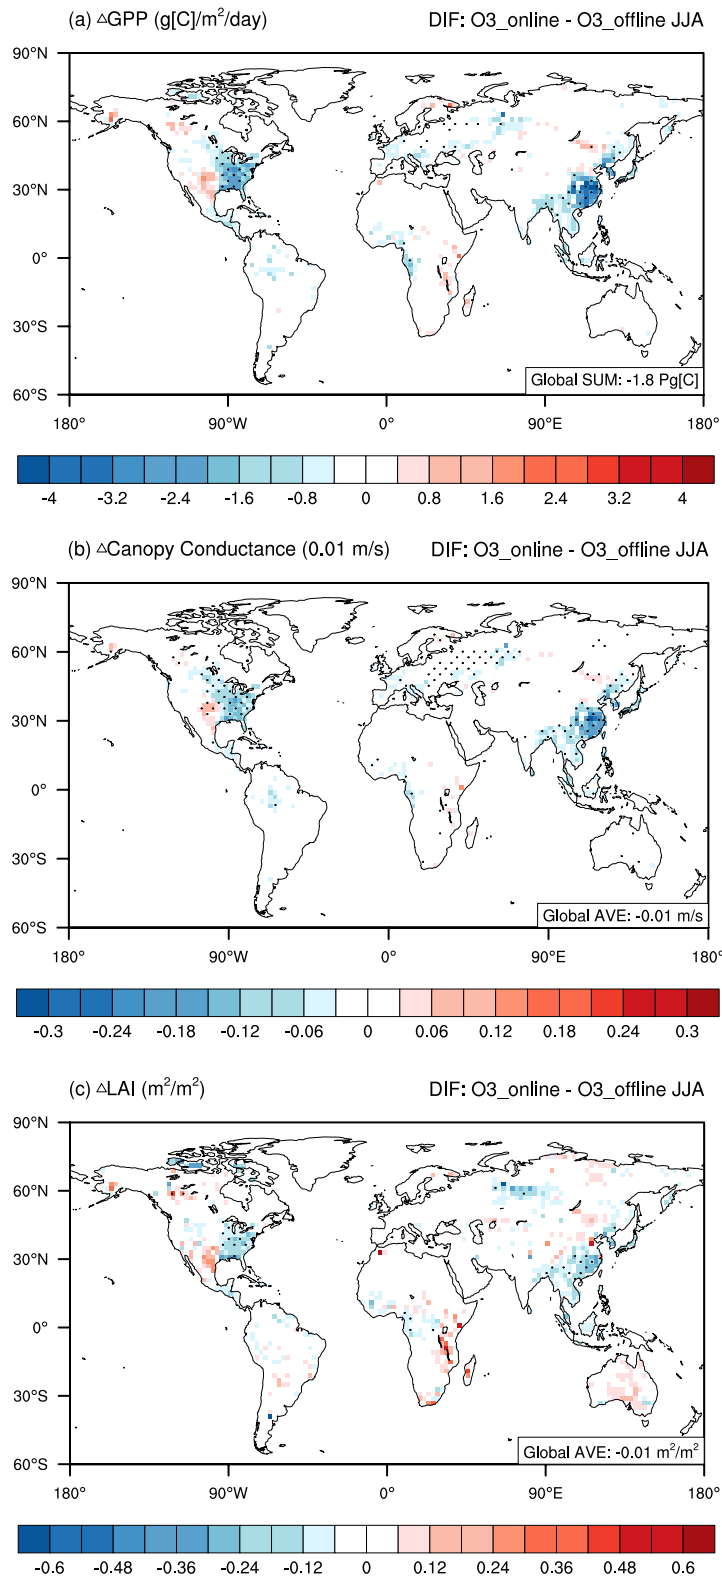 (a) △GPP (g[C]/m²/day) DIF: O3_online - O3_offline JJA
90°N
60°N
30°N
0°
30°S
60°S
Global SUM: -1.8 Pg[C]
180° 90°W 0° 90°E 180°
-4 -3.2 -2.4 -1.6 -0.8 0 0.8 1.6 2.4 3.2 4
(b) △Canopy Conductance (0.01 m/s) DIF: O3_online - O3_offline JJA
90°N
60°N
30°N
0°
30°S
60°S
Global AVE: -0.01 m/s
180° 90°W 0° 90°E 180°
-0.3 -0.24 -0.18 -0.12 -0.06 0 0.06 0.12 0.18 0.24 0.3
(c) △LAI (m²/m²) DIF: O3_online - O3_offline JJA
90°N
60°N
30°N
0°
30°S
60°S
Global AVE: -0.01 m²/m²
180° 90°W 0° 90°E 180°
-0.6 -0.48 -0.36 -0.24 -0.12 0 0.12 0.24 0.36 0.48 0.6